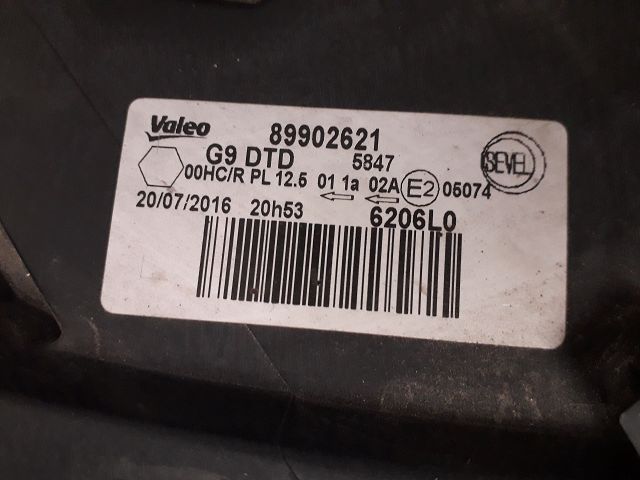 Valeo 89902621
G9 DTD 5847
SEVEL
00HC/R PL 12.5 01 1a 02A E2 05074
20/07/2016 20h53 6206L0